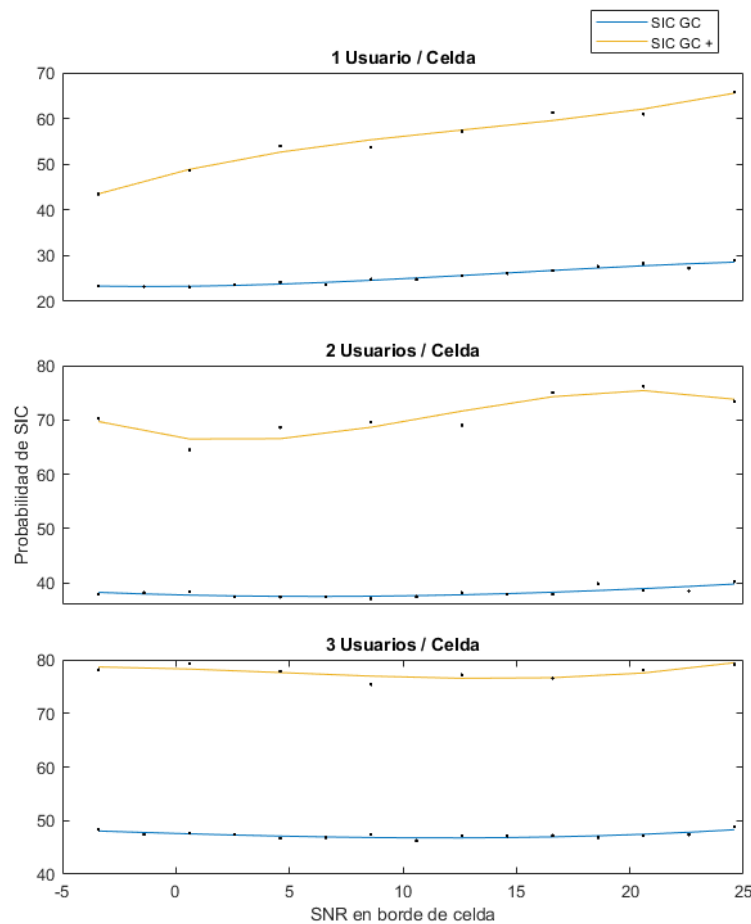 SIC GC
SIC GC +
1 Usuario / Celda
70
60
50
40
30
20
2 Usuarios / Celda
80
70
60
50
40
Probabilidad de SIC
3 Usuarios / Celda
80
70
60
50
40
-5 0 5 10 15 20 25
SNR en borde de celda